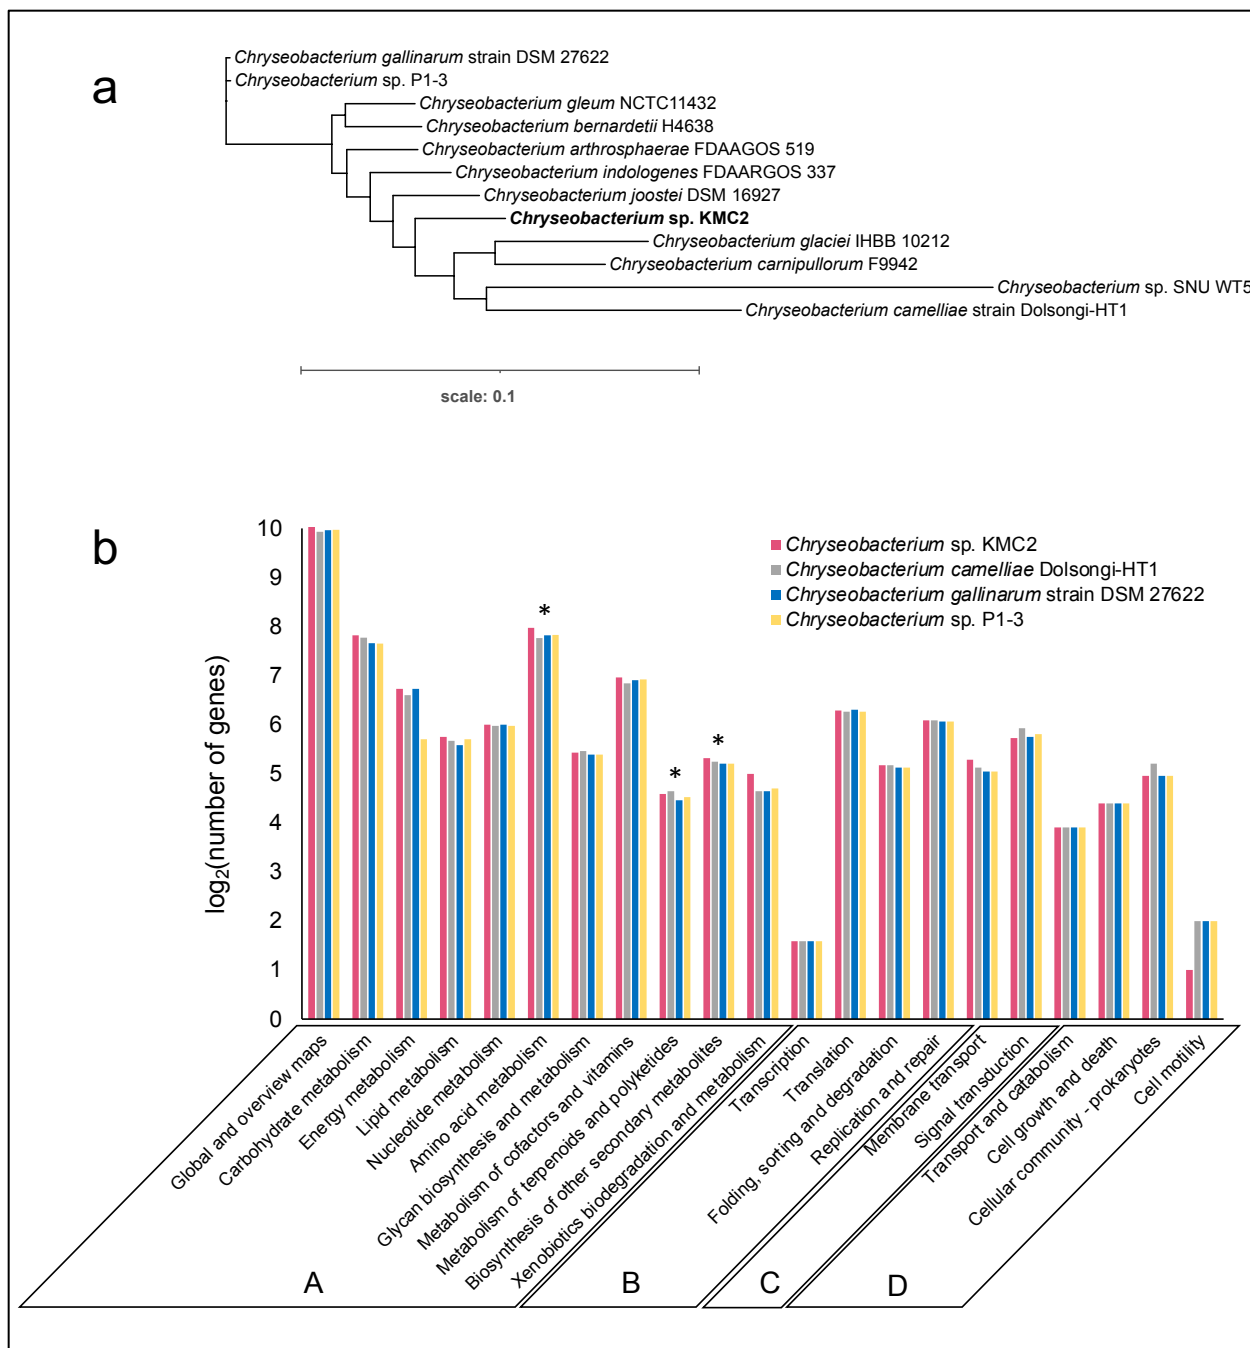 a
Chryseobacterium gallinarum strain DSM 27622
Chryseobacterium sp. P1-3
Chryseobacterium gleum NCTC11432
Chryseobacterium bernardetii H4638
Chryseobacterium arthrosphaerae FDAAGOS 519
Chryseobacterium indologenes FDAARGOS 337
Chryseobacterium joostei DSM 16927
Chryseobacterium sp. KMC2
Chryseobacterium glaciei IHBB 10212
Chryseobacterium carnipullorum F9942
Chryseobacterium sp. SNU WT5
Chryseobacterium camelliae strain Dolsongi-HT1
scale: 0.1
b
log₂(number of genes)
10
9
8
7
6
5
4
3
2
1
0
Chryseobacterium sp. KMC2
Chryseobacterium camelliae Dolsongi-HT1
Chryseobacterium gallinarum strain DSM 27622
Chryseobacterium sp. P1-3
*
*
*
Global and overview maps
Carbohydrate metabolism
Energy metabolism
Lipid metabolism
Nucleotide metabolism
Amino acid metabolism
Glycan biosynthesis and metabolism
Metabolism of cofactors and vitamins
Metabolism of terpenoids and polyketides
Biosynthesis of other secondary metabolites
Xenobiotics biodegradation and metabolism
Transcription
Translation
Folding, sorting and degradation
Replication and repair
Membrane transport
Signal transduction
Transport and catabolism
Cell growth and death
Cellular community - prokaryotes
Cell motility
A
B
C
D